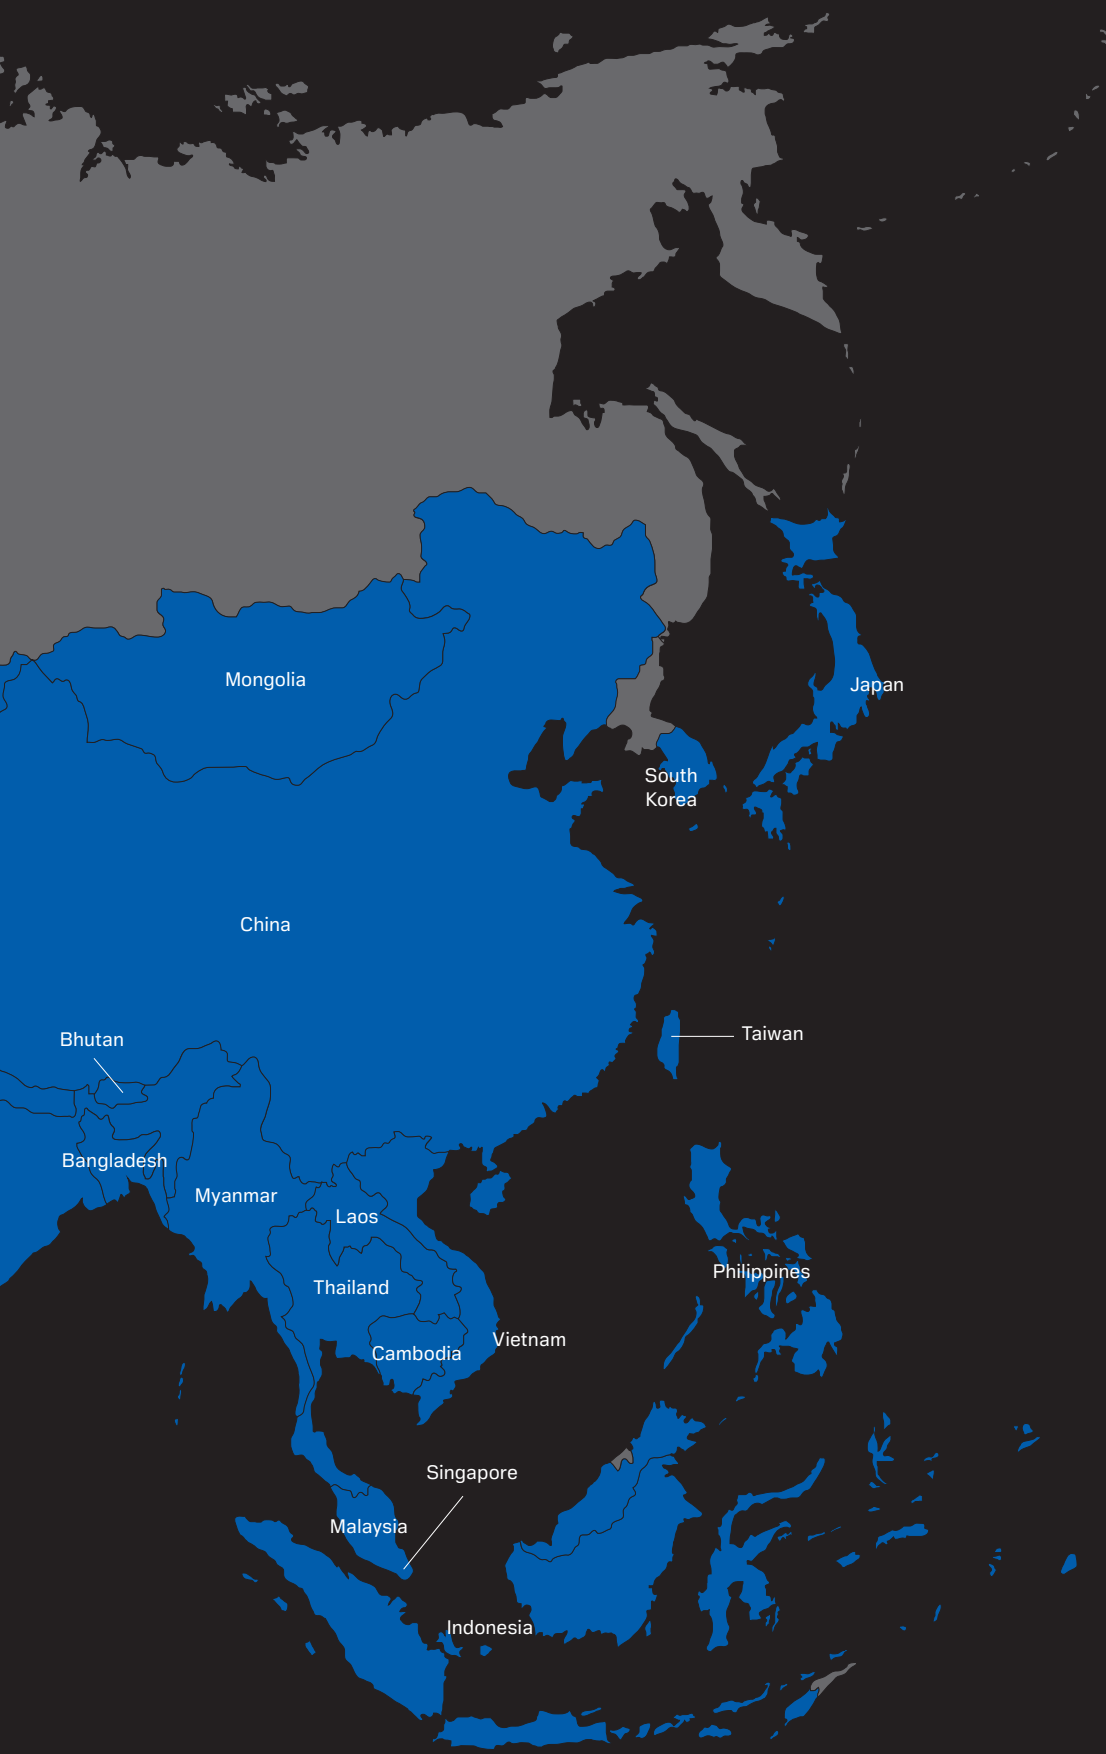 Mongolia
Japan
South
Korea
China
Taiwan
Bhutan
Bangladesh
Myanmar
Laos
Philippines
Thailand
Vietnam
Cambodia
Singapore
Malaysia
Indonesia